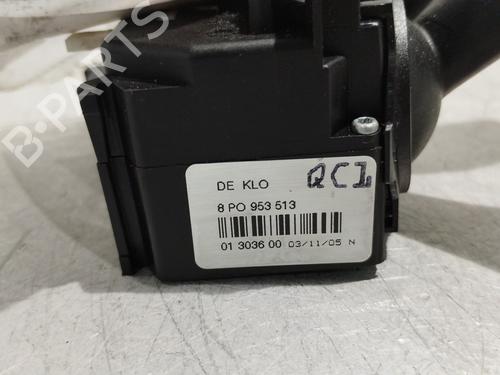 B-PARTS
DE KLO QC1
8 PO 953 513
01 3036 00 03/11/05 N